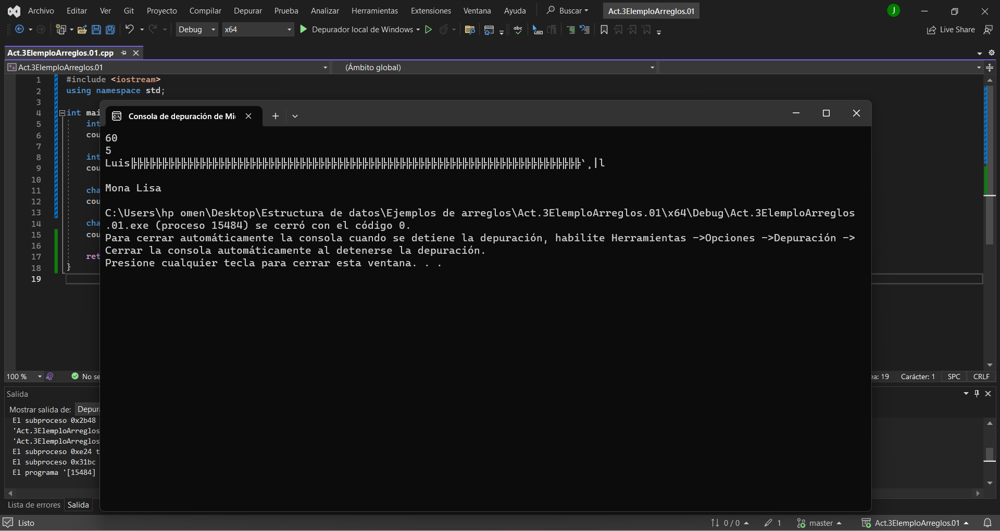 Archivo Editar Ver Git Proyecto Compilar Depurar Prueba Analizar Herramientas Extensiones Ventana Ayuda Buscar Act.3ElemploArreglos.01 J
Debug x64 Depurador local de Windows abc Live Share
Act.3ElemploArreglos.01.cpp
Act.3ElemploArreglos.01 (Ámbito global)
1 #include <iostream>
2 using namespace std;
3
4 int mai
5 int
6 cou
7
8 int
9 cou
10
11 cha
12 cou
13
14 cha
15 cou
16
17 ret
18 }
19
Consola de depuración de Mi
60
5
Luis╠╠╠╠╠╠╠╠╠╠╠╠╠╠╠╠╠╠╠╠╠╠╠╠╠╠╠╠╠╠╠╠╠╠╠╠╠╠╠╠╠╠╠╠╠╠╠╠╠╠╠╠╠╠╠╠╠╠╠╠╠╠╠╠╠╠╠╠╠╠╠╠`¸|l
Mona Lisa
C:\Users\hp omen\Desktop\Estructura de datos\Ejemplos de arreglos\Act.3ElemploArreglos.01\x64\Debug\Act.3ElemploArreglos
.01.exe (proceso 15484) se cerró con el código 0.
Para cerrar automáticamente la consola cuando se detiene la depuración, habilite Herramientas ->Opciones ->Depuración ->
Cerrar la consola automáticamente al detenerse la depuración.
Presione cualquier tecla para cerrar esta ventana. . .
100 % No se ea: 19 Carácter: 1 SPC CRLF
Salida
Mostrar salida de: Depura
El subproceso 0x2b48
'Act.3ElemploArreglos
'Act.3ElemploArreglos
El subproceso 0xe24 t
El subproceso 0x31bc
El programa '[15484]
Lista de errores Salida
Listo 0 / 0 1 master Act.3ElemploArreglos.01